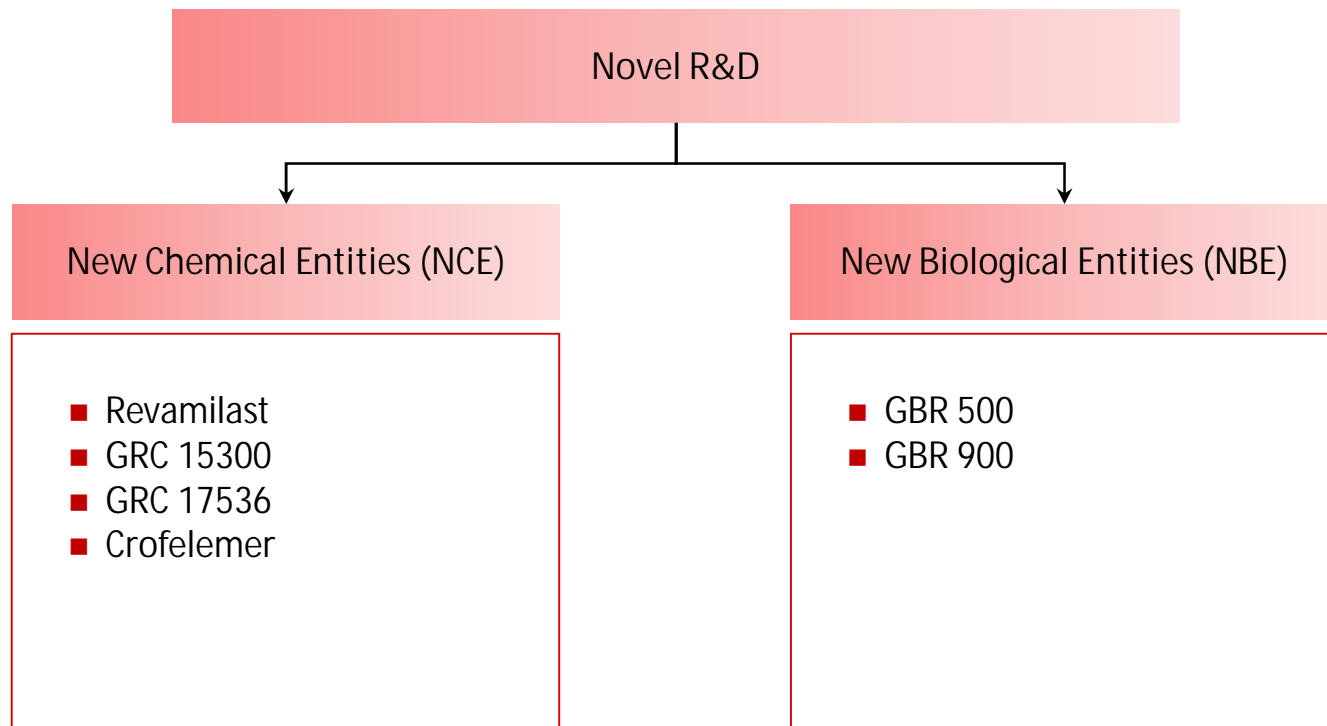 Novel R&D
New Chemical Entities (NCE)
Revamilast
GRC 15300
GRC 17536
Crofelemer
New Biological Entities (NBE)
GBR 500
GBR 900